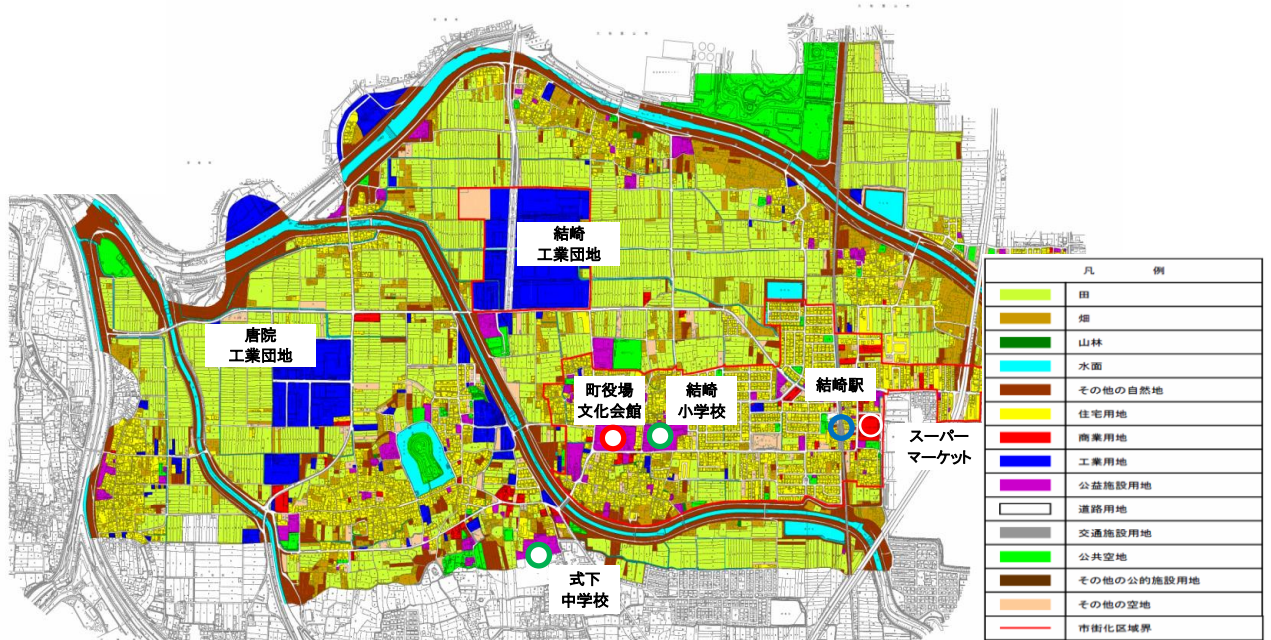 結崎
工業団地
唐院
工業団地
町役場
文化会館
結崎
小学校
結崎駅
スーパー
マーケット
式下
中学校
凡 例
田
畑
山林
水面
その他の自然地
住宅用地
商業用地
工業用地
公益施設用地
道路用地
交通施設用地
公共空地
その他の公的施設用地
その他の空地
市街化区域界